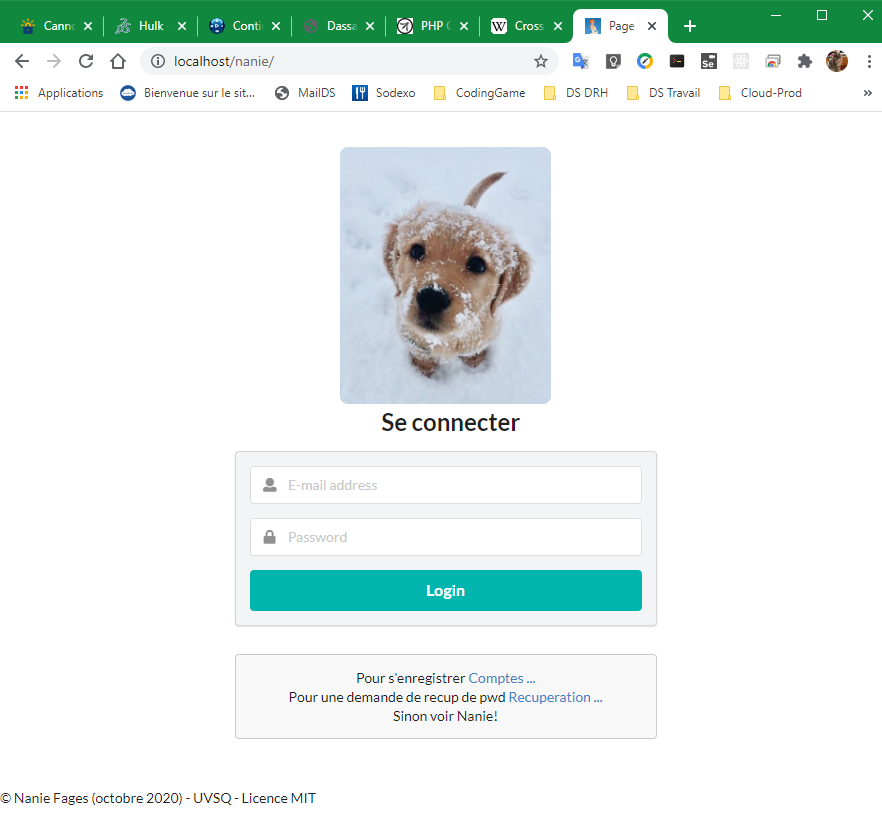 Cann
Hulk
Conti
Dassa
PHP
Cross
Page
localhost/nanie/
Se
Applications
Bienvenue sur le sit...
MailDS
Sodexo
CodingGame
DS DRH
DS Travail
Cloud-Prod
»
Se connecter
E-mail address
Password
Login
Pour s'enregistrer Comptes ...
Pour une demande de recup de pwd Recuperation ...
Sinon voir Nanie!
© Nanie Fages (octobre 2020) - UVSQ - Licence MIT